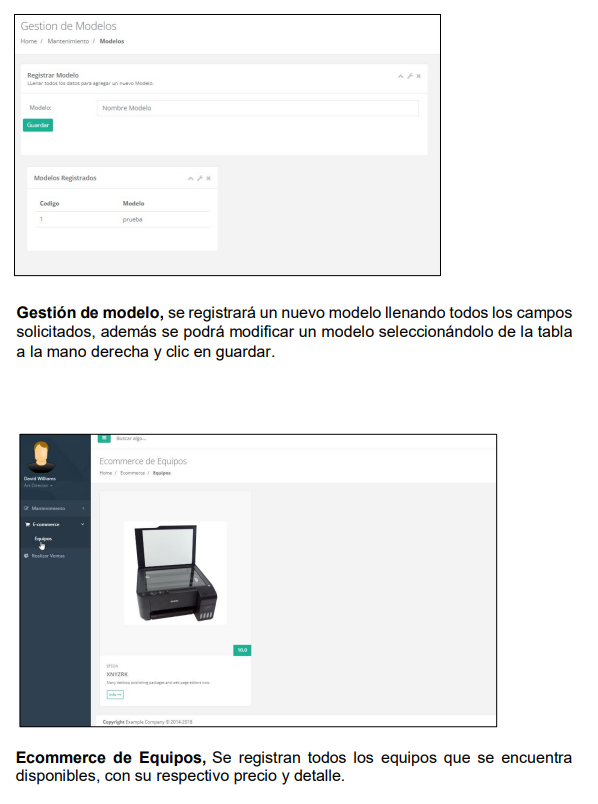 Gestion de Modelos
Home / Mantenimiento / Modelos
Registrar Modelo
LLenar todos los datos para agregar un nuevo Modelo.
Modelo:
Nombre Modelo
Guardar
Modelos Registrados
Codigo Modelo
1 prueba
Gestión de modelo, se registrará un nuevo modelo llenando todos los campos
solicitados, además se podrá modificar un modelo seleccionándolo de la tabla
a la mano derecha y clic en guardar.
Buscar algo...
David Williams
Art Director
Mantenimiento
E-commerce
Equipos
Realizar Ventas
Ecommerce de Equipos
Home / Ecommerce / Equipos
10.0
XNYZRK
Many desktop publishing packages and web page editors now.
Info
Copyright Example Company © 2014-2018
Ecommerce de Equipos, Se registran todos los equipos que se encuentra
disponibles, con su respectivo precio y detalle.